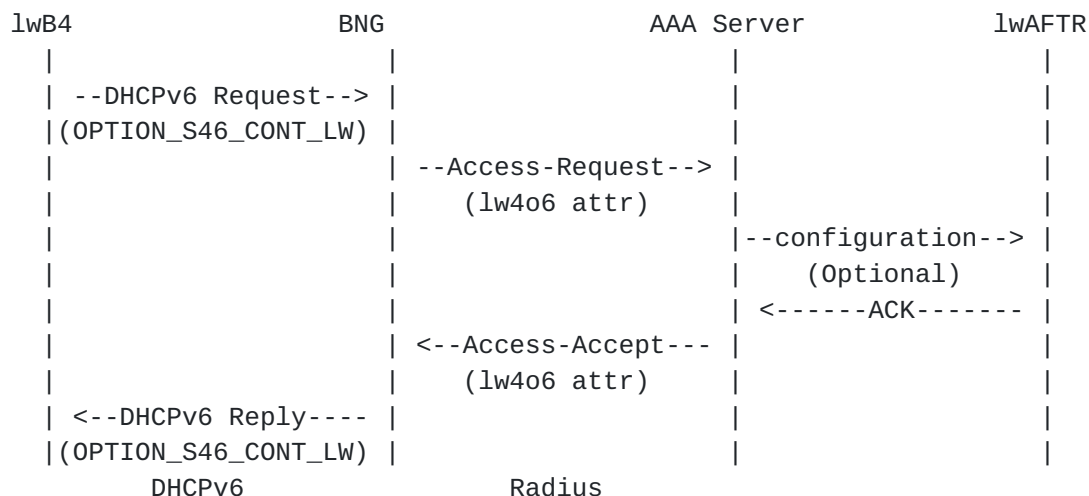 lwB4                  BNG                 AAA Server            lwAFTR
  |                     |                     |                   |
  | --DHCPv6 Request--> |                     |                   |
  |(OPTION_S46_CONT_LW) |                     |                   |
  |                     | --Access-Request--> |                   |
  |                     |    (lw4o6 attr)     |                   |
  |                     |                     |--configuration--> |
  |                     |                     |    (Optional)     |
  |                     |                     | <------ACK------- |
  |                     | <--Access-Accept--- |                   |
  |                     |    (lw4o6 attr)     |                   |
  | <--DHCPv6 Reply---- |                     |                   |
  |(OPTION_S46_CONT_LW) |                     |                   |
         DHCPv6                 Radius